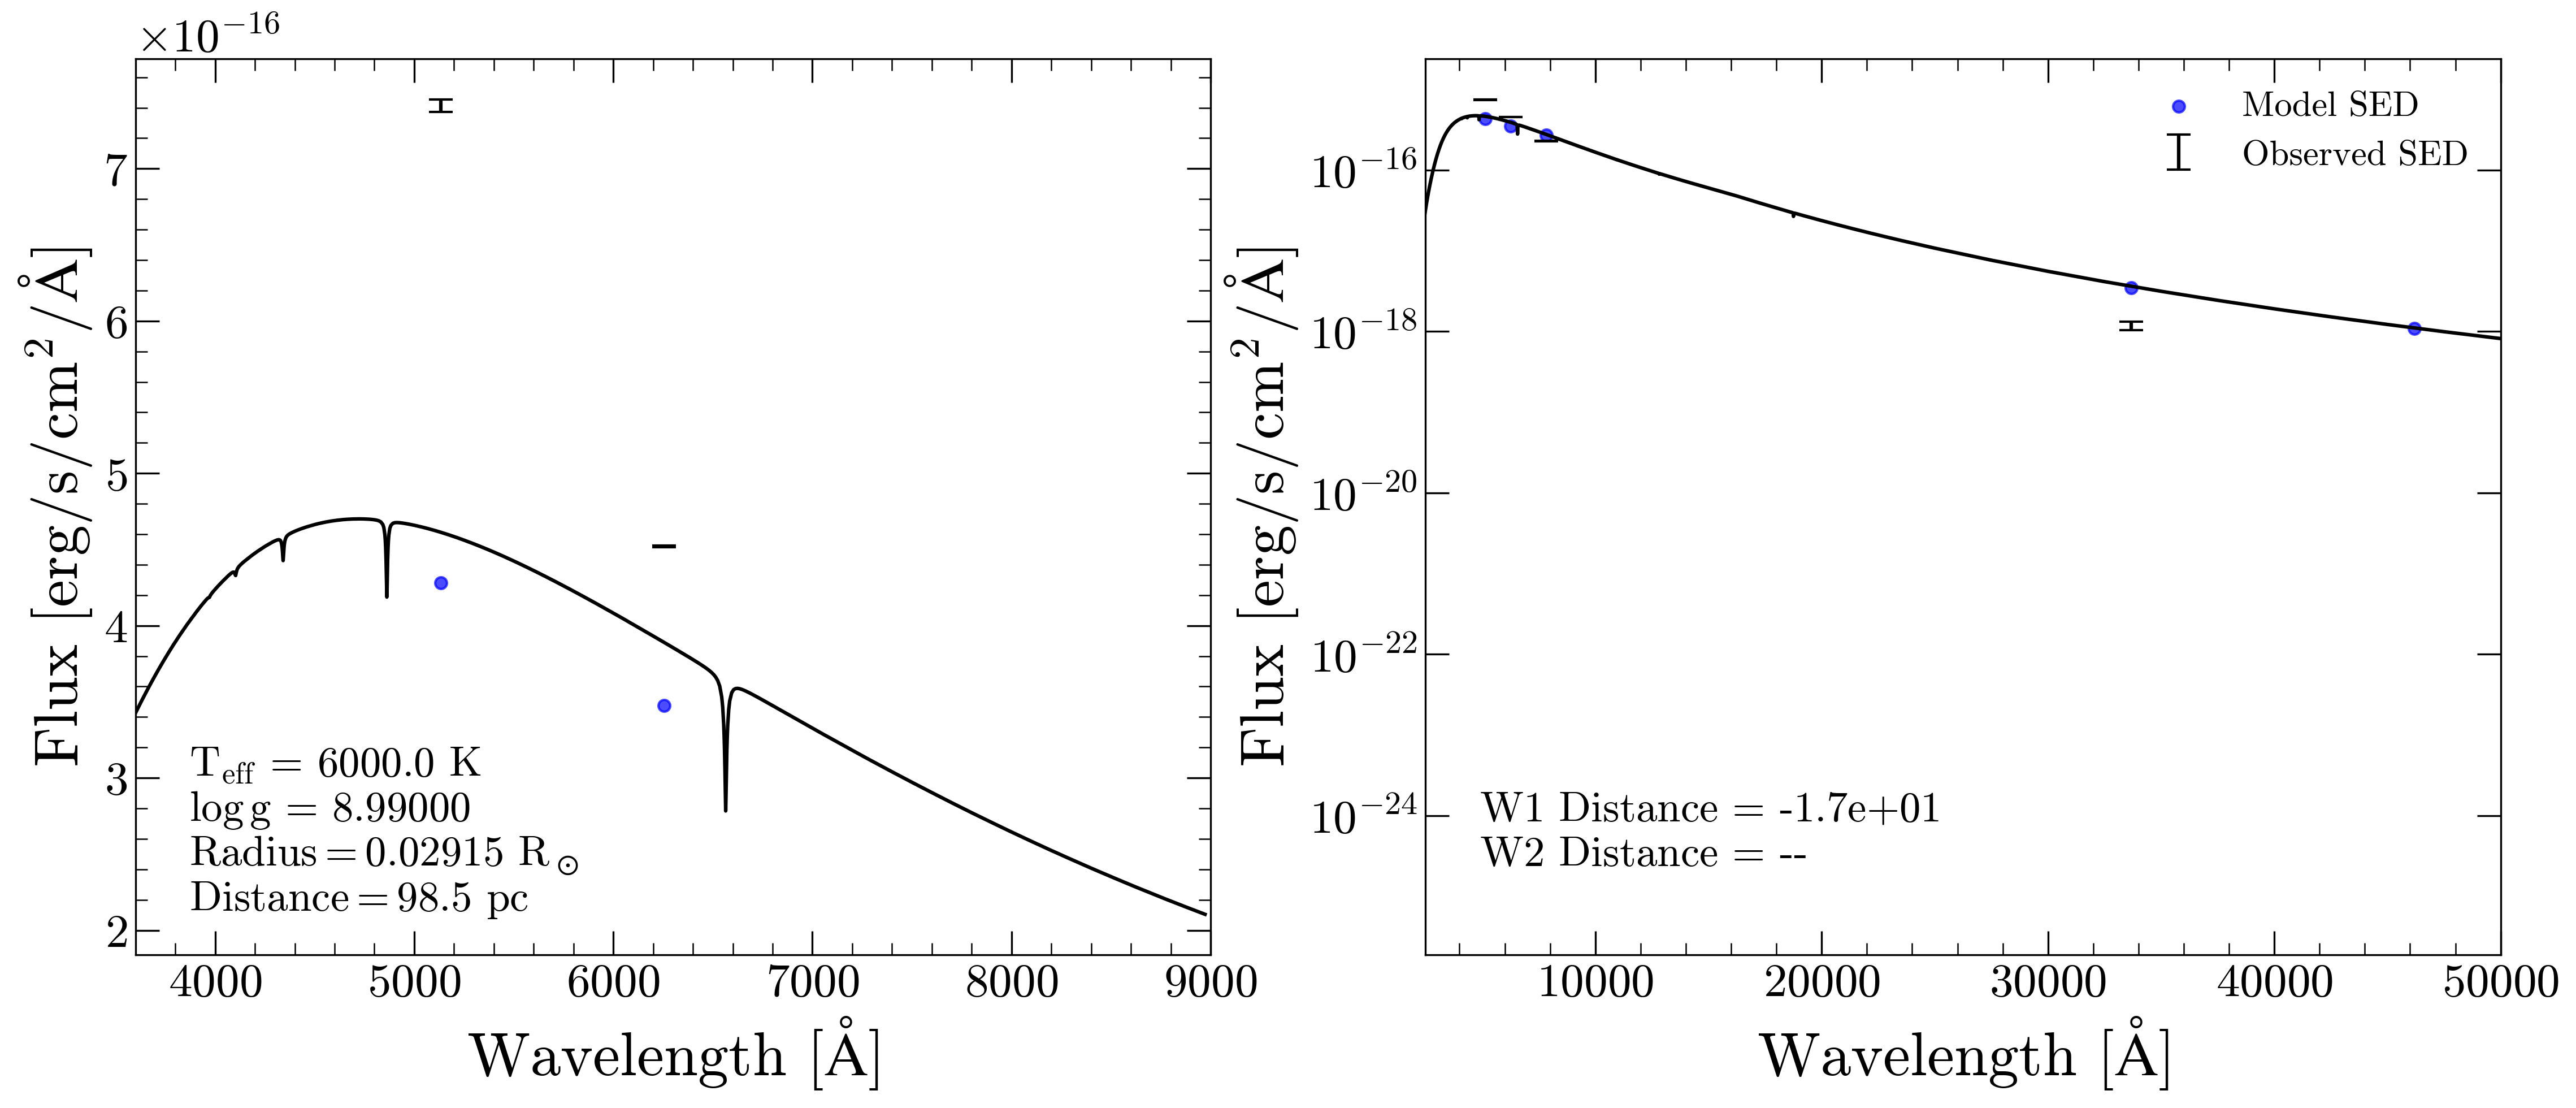 ×10⁻¹⁶
Flux [erg/s/cm²/Å]
7
6
5
4
3
2
T_eff = 6000.0 K
log g = 8.99000
Radius = 0.02915 R_⊙
Distance = 98.5 pc
4000 5000 6000 7000 8000 9000
Wavelength [Å]
Flux [erg/s/cm²/Å]
10⁻¹⁶
10⁻¹⁸
10⁻²⁰
10⁻²²
10⁻²⁴
Model SED
Observed SED
W1 Distance = -1.7e+01
W2 Distance = --
10000 20000 30000 40000 50000
Wavelength [Å]